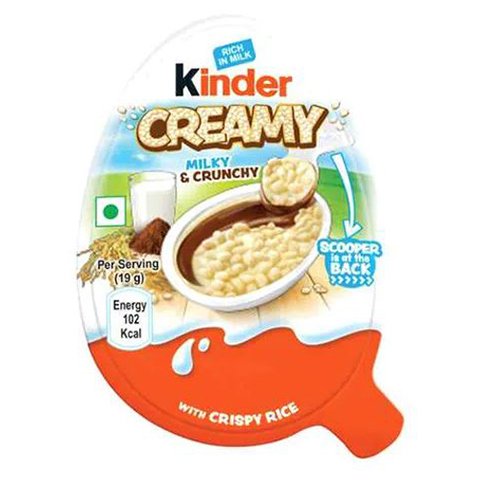 RICH
IN MILK
kinder
CREAMY
MILKY
& CRUNCHY
SCOOPER
is at the
BACK
Per Serving
(19 g)
Energy
102
Kcal
WITH CRISPY RICE